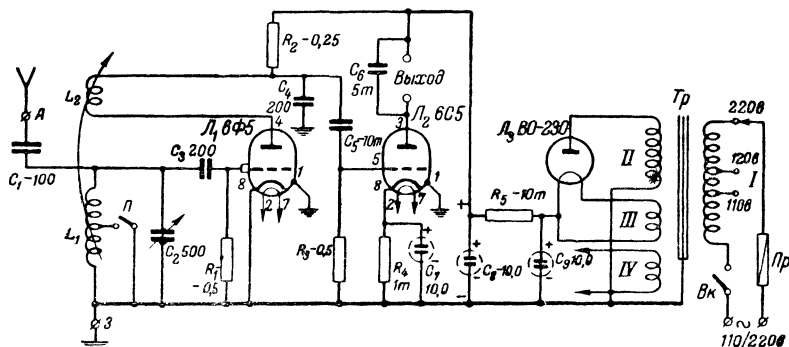 R₂-0,25
C₆
5т
Выход
Л₂ 6С5
3
C₄
200
4
Л₁ 6Ф5
L₂
А
C₁-100
C₃ 200
8
1
2
7
C₅-10т
5
8
1
2
7
L₁
П
C₂ 500
R₁
-0,5
R₃-0,5
R₄
1т
+
-
C₇
10,0
+
-
C₈-10,0
+
-
C₉ 10,0
R₅-10т
Л₃ ВО-230
II
III
IV
Тр
220в
120в
110в
I
Пр
Вк
~
110/220в
З